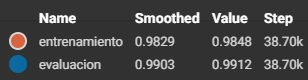 Name Smoothed Value Step
entrenamiento 0.9829 0.9848 38.70k
evaluacion 0.9903 0.9912 38.70k